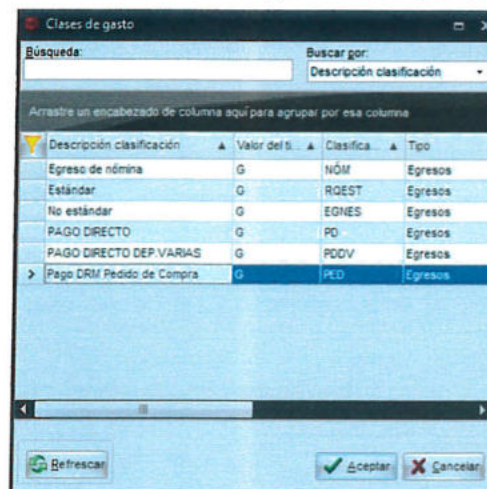 Clases de gasto
Búsqueda: Buscar por:
Descripción clasificación
Arrastre un encabezado de columna aquí para agrupar por esa columna
Descripción clasificación Valor del ti... Clasifica... Tipo
Egreso de nómina G NÓM Egresos
Estándar G RQEST Egresos
No estándar G EGNES Egresos
PAGO DIRECTO G PD Egresos
PAGO DIRECTO DEP.VARIAS G PDDV Egresos
Pago DRM Pedido de Compra G PED Egresos
Refrescar Aceptar Cancelar